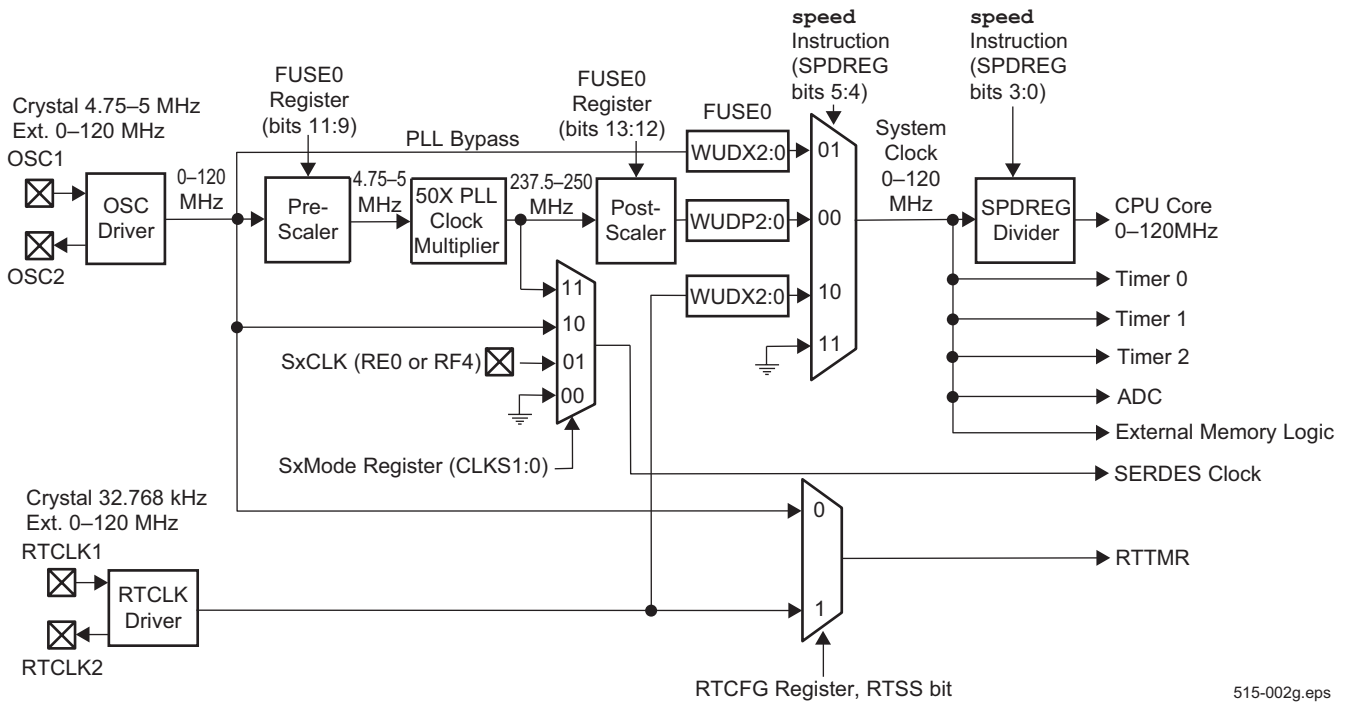 speed
Instruction
(SPDREG
bits 5:4)
speed
Instruction
(SPDREG
bits 3:0)
FUSE0
Register
(bits 11:9)
FUSE0
Register
(bits 13:12)
FUSE0
Crystal 4.75–5 MHz
Ext. 0–120 MHz
OSC1
OSC2
OSC
Driver
0–120
MHz
PLL Bypass
Pre-
Scaler
4.75–5
MHz
50X PLL
Clock
Multiplier
237.5–250
MHz
Post-
Scaler
WUDX2:0
WUDP2:0
WUDX2:0
01
00
10
11
System
Clock
0–120
MHz
SPDREG
Divider
CPU Core
0–120MHz
Timer 0
Timer 1
Timer 2
ADC
External Memory Logic
SERDES Clock
11
10
SxCLK (RE0 or RF4)
01
00
SxMode Register (CLKS1:0)
Crystal 32.768 kHz
Ext. 0–120 MHz
RTCLK1
RTCLK2
RTCLK
Driver
0
1
RTTMR
RTCFG Register, RTSS bit
515-002g.eps